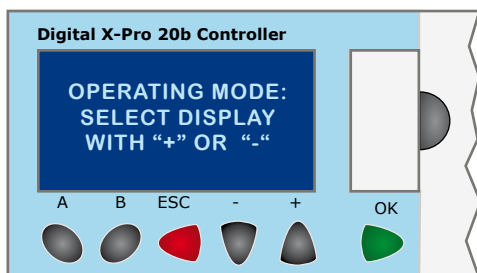 Digital X-Pro 20b Controller
OPERATING MODE:
SELECT DISPLAY
WITH “+” OR “-“
A B ESC - + OK